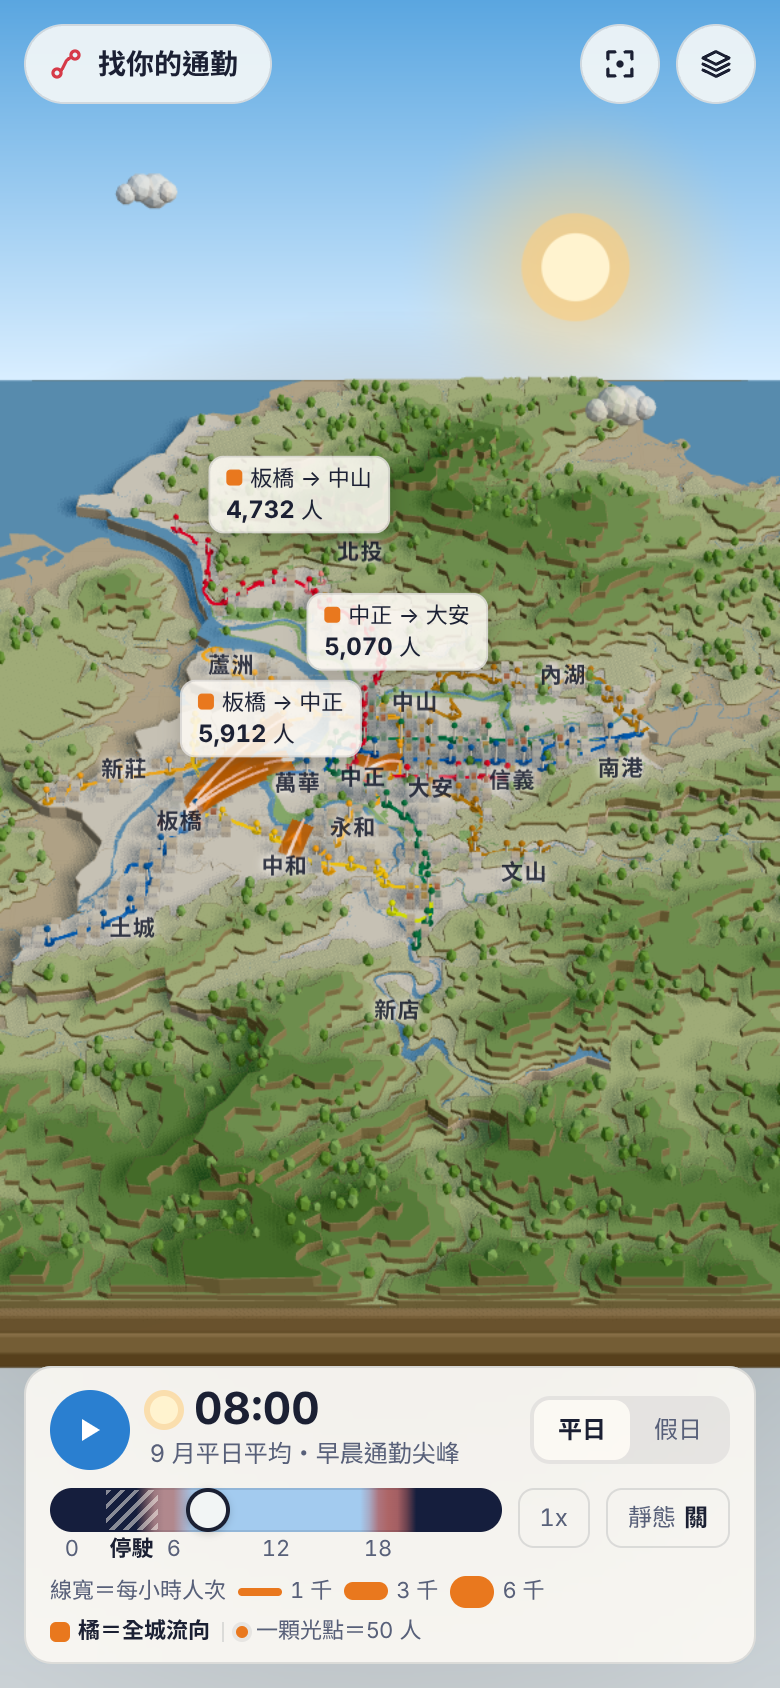 找你的通勤
板橋 → 中山
4,732 人
北投
中正 → 大安
5,070 人
蘆洲
內湖
板橋 → 中正
5,912 人
中山
新莊
萬華
中正
大安
信義
南港
板橋
永和
中和
文山
土城
新店
08:00
9 月平日平均・早晨通勤尖峰
平日
假日
1x
靜態 關
0 停駛 6 12 18
線寬＝每小時人次 1 千 3 千 6 千
橘＝全城流向 一顆光點＝50 人